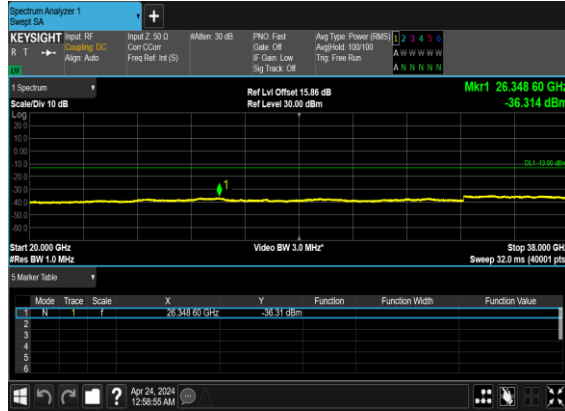 Spectrum Analyzer 1
Swept SA
+
KEYSIGHT Input: RF Input Z: 50 Ω #Atten: 30 dB PNO: Fast Avg Type: Power (RMS) 1 2 3 4 5 6
R T Coupling: DC Corr CCorr Gate: Off Avg|Hold: 100/100 A W W W W W
Align: Auto Freq Ref: Int (S) IF Gain: Low Trig: Free Run
Sig Track: Off A N N N N N
1 Spectrum Ref Lvl Offset 15.86 dB Mkr1 26.348 60 GHz
Scale/Div 10 dB Ref Level 30.00 dBm -36.314 dBm
Log
20.0
10.0
0.00
-10.0
DL1 -13.00 dBm
-20.0
1
-30.0
-40.0
-50.0
-60.0
Start 20.000 GHz Video BW 3.0 MHz* Stop 38.000 GHz
#Res BW 1.0 MHz Sweep 32.0 ms (40001 pts)
5 Marker Table
Mode Trace Scale X Y Function Function Width Function Value
1 N 1 f 26.348 60 GHz -36.31 dBm
2
3
4
5
6
? Apr 24, 2024
12:58:55 AM